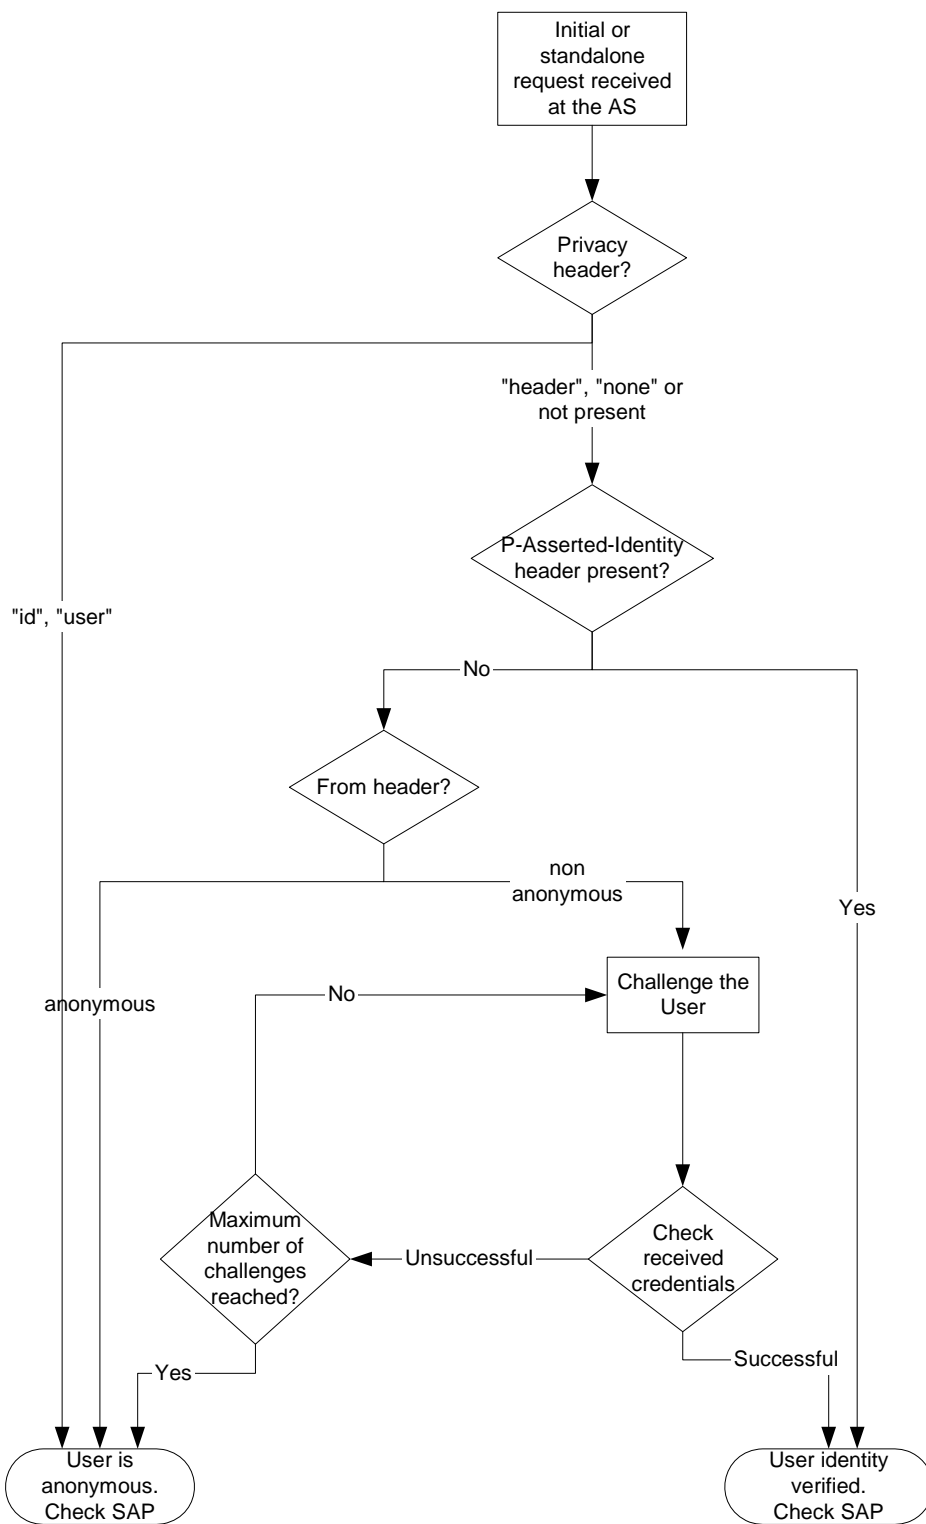 Initial or
standalone
request received
at the AS
Privacy
header?
"header", "none" or
not present
P-Asserted-Identity
header present?
"id", "user"
No
From header?
non
anonymous
Yes
anonymous
No
Challenge the
User
Maximum
number of
challenges
reached?
Unsuccessful
Check
received
credentials
Yes
Successful
User is
anonymous.
Check SAP
User identity
verified.
Check SAP